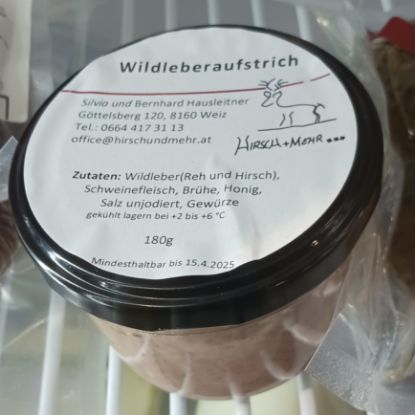 Wildleberaufstrich
Silvia und Bernhard Hausleitner
Göttelsberg 120, 8160 Weiz
Tel.: 0664 417 31 13
office@hirschundmehr.at
HIRSCH+MEHR...
Zutaten: Wildleber(Reh und Hirsch),
Schweinefleisch, Brühe, Honig,
Salz unjodiert, Gewürze
gekühlt lagern bei +2 bis +6 °C
180g
Mindesthaltbar bis 15.4.2025